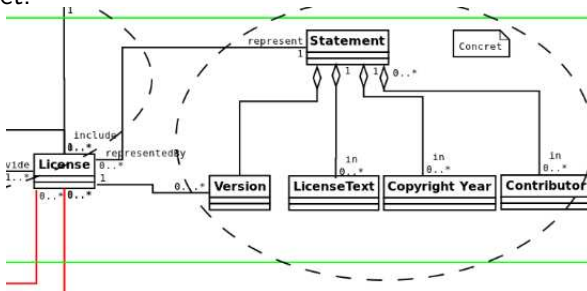 ct.
1
represent
Statement
Concret
1
1
1
0..*
include
0..*
representedBy
vide
License
0..*
in
in
in
1..*
1
0..*
0..*
0..*
0..*
0..*
0..*
Version
LicenseText
Copyright Year
Contributor